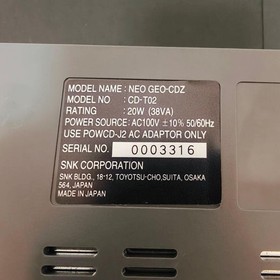 MODEL NAME : NEO GEO-CDZ
MODEL NO : CD-T02
RATING : 20W (38VA)
POWER SOURCE : AC100V ±10% 50/60Hz
USE POWCD-J2 AC ADAPTOR ONLY
SERIAL NO. 0003316
SNK CORPORATION
SNK BLDG., 18-12, TOYOTSU-CHO, SUITA, OSAKA
564, JAPAN
MADE IN JAPAN